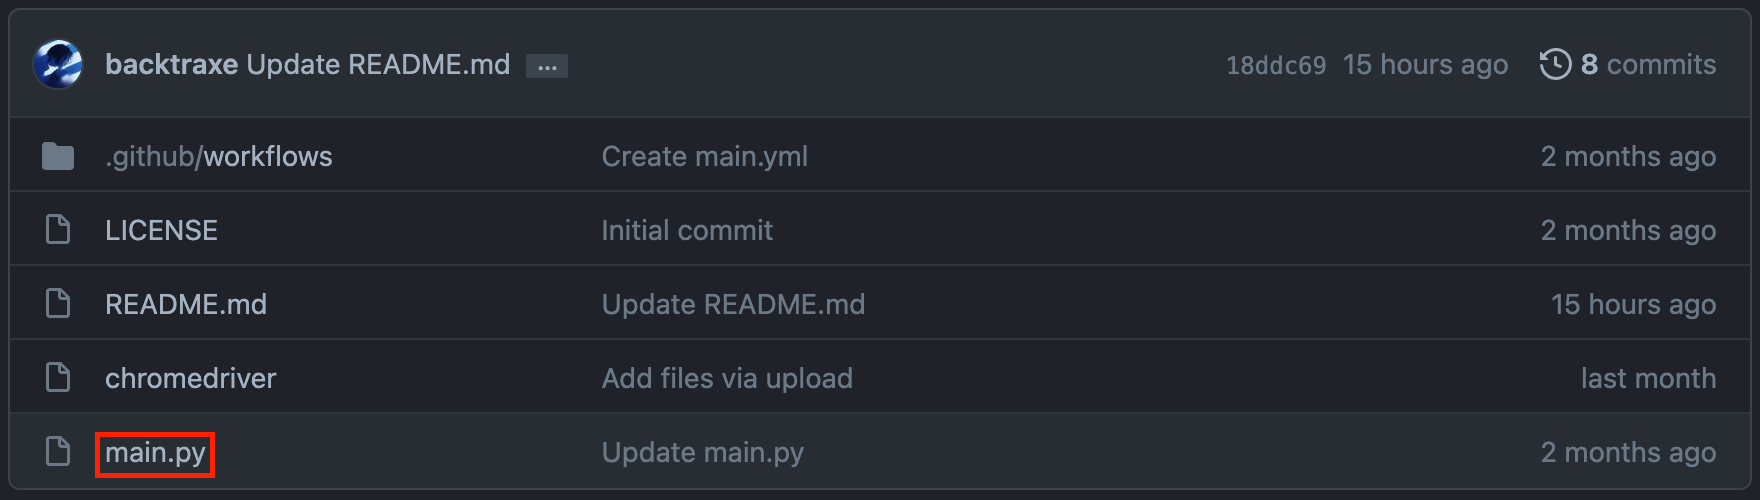 backtraxe Update README.md ... 18ddc69 15 hours ago 8 commits
.github/workflows Create main.yml 2 months ago
LICENSE Initial commit 2 months ago
README.md Update README.md 15 hours ago
chromedriver Add files via upload last month
main.py Update main.py 2 months ago